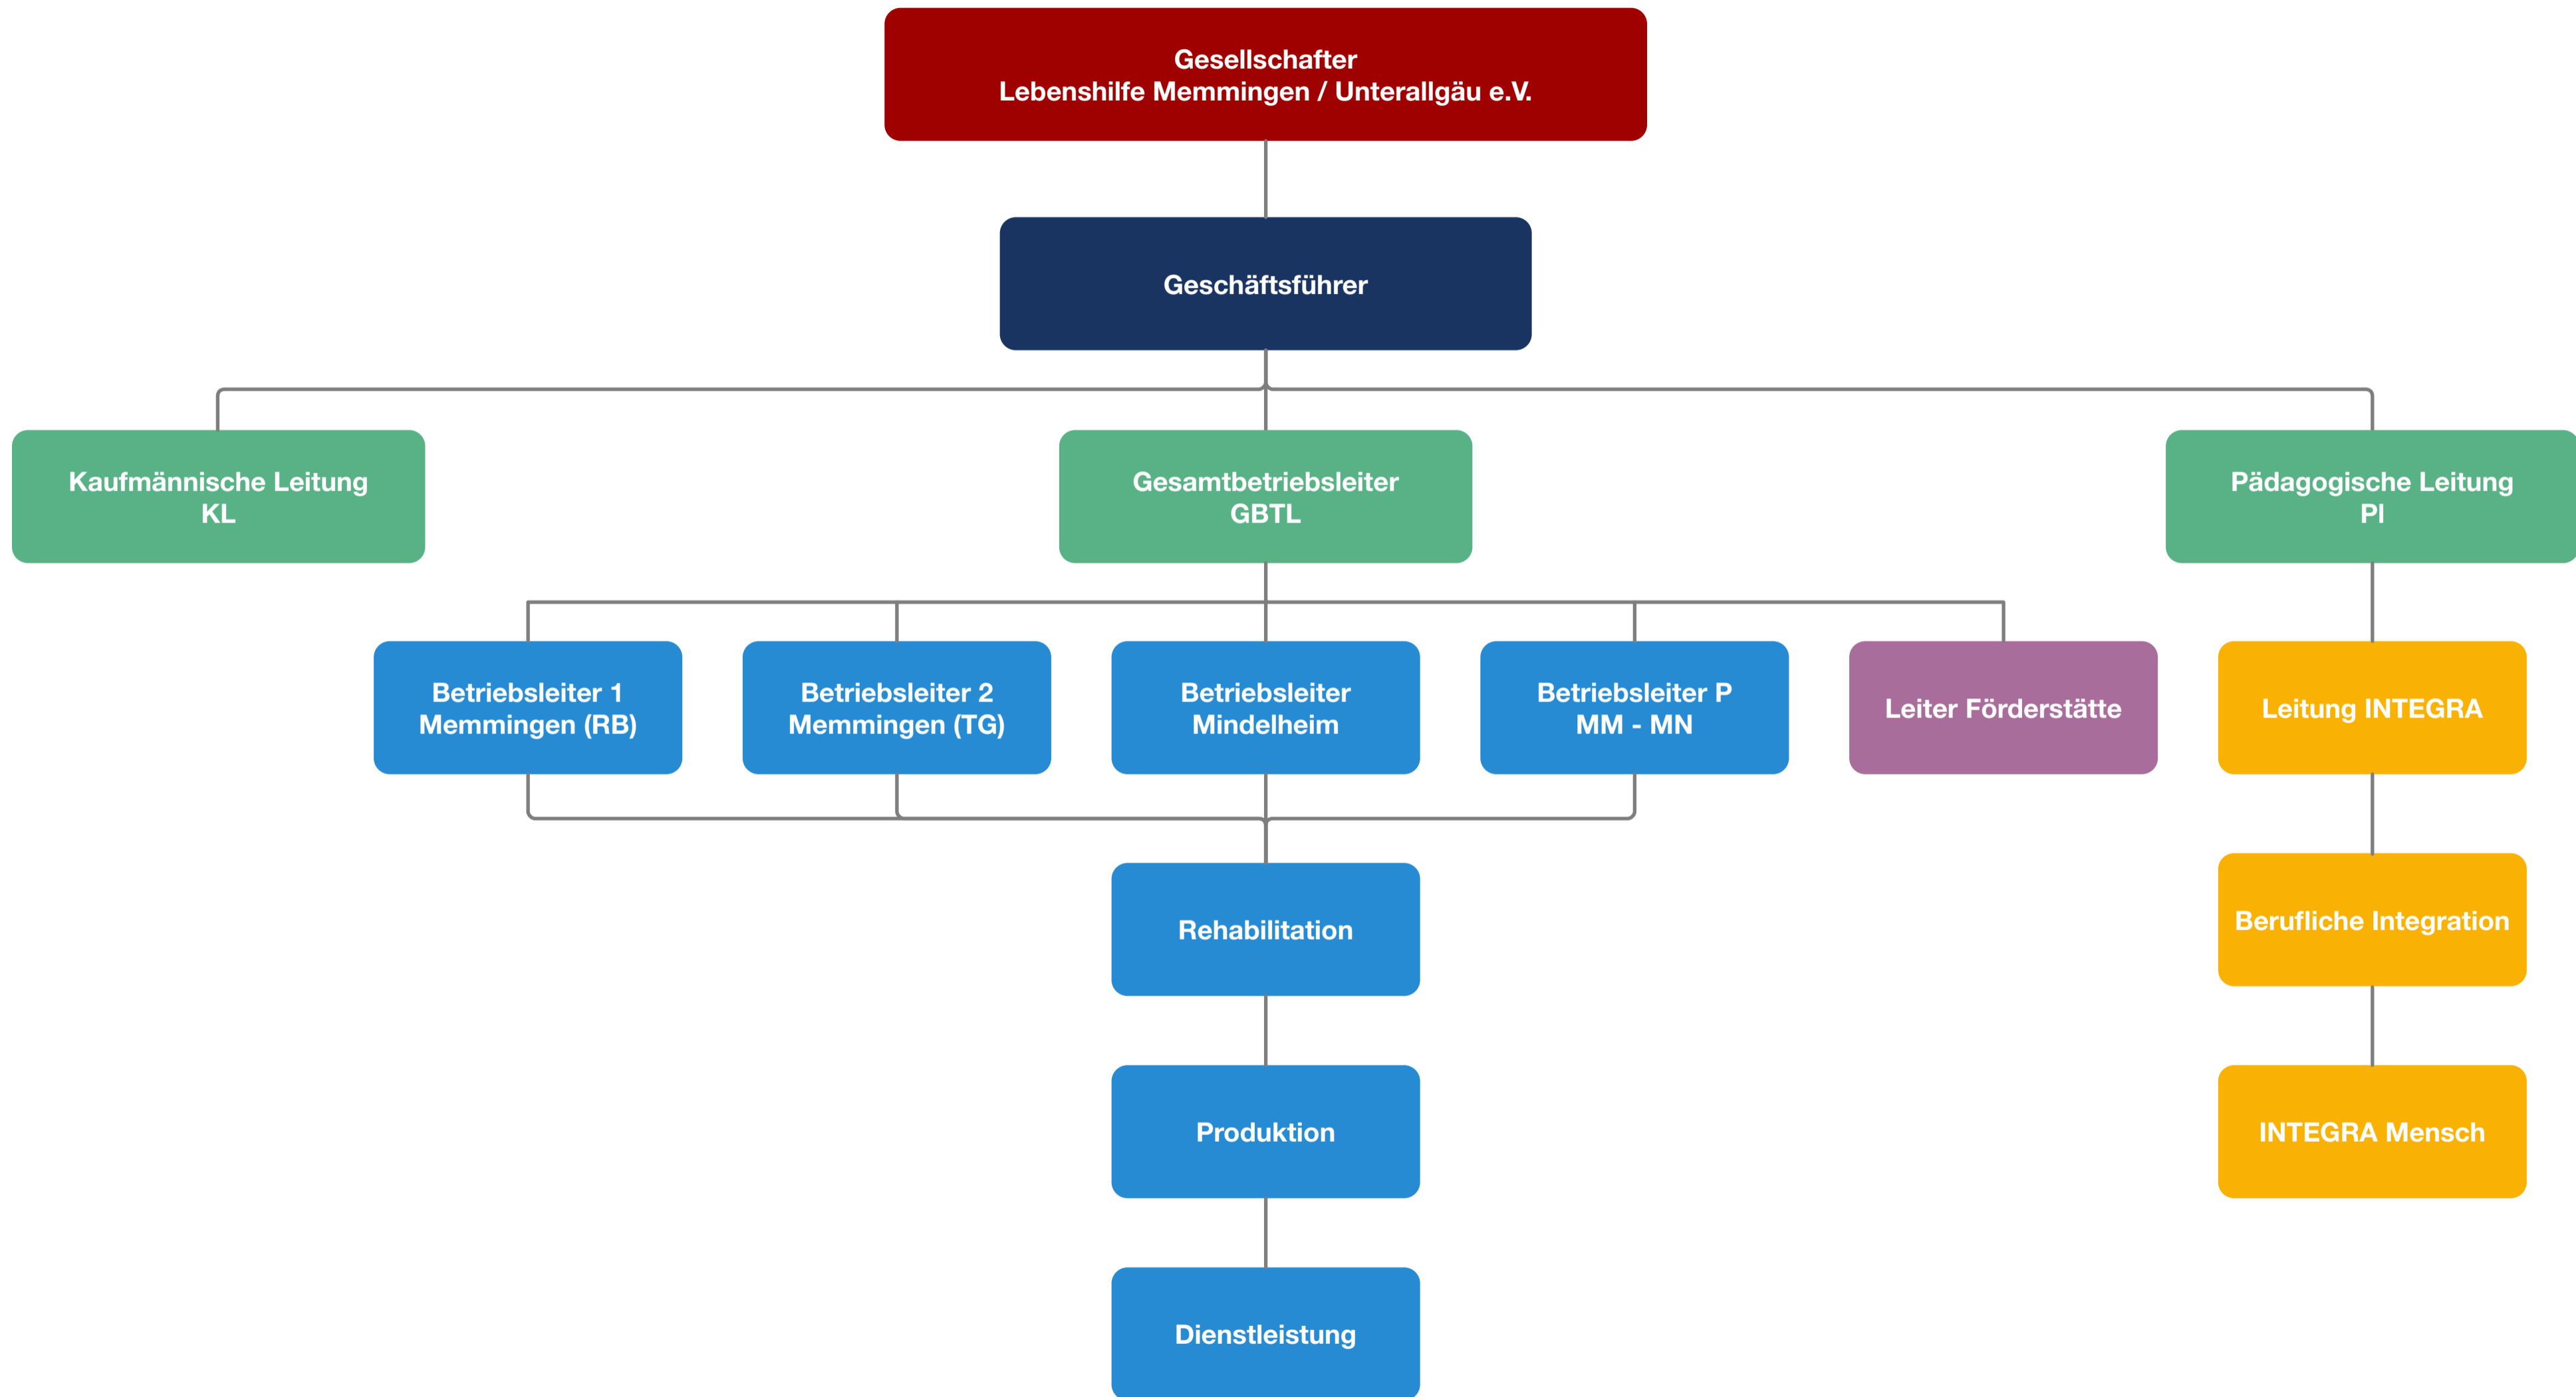 Gesellschafter
Lebenshilfe Memmingen / Unterallgäu e.V.
Geschäftsführer
Kaufmännische Leitung
KL
Gesamtbetriebsleiter
GBTL
Pädagogische Leitung
Pl
Betriebsleiter 1
Memmingen (RB)
Betriebsleiter 2
Memmingen (TG)
Betriebsleiter
Mindelheim
Betriebsleiter P
MM - MN
Leiter Förderstätte
Leitung INTEGRA
Rehabilitation
Berufliche Integration
Produktion
INTEGRA Mensch
Dienstleistung